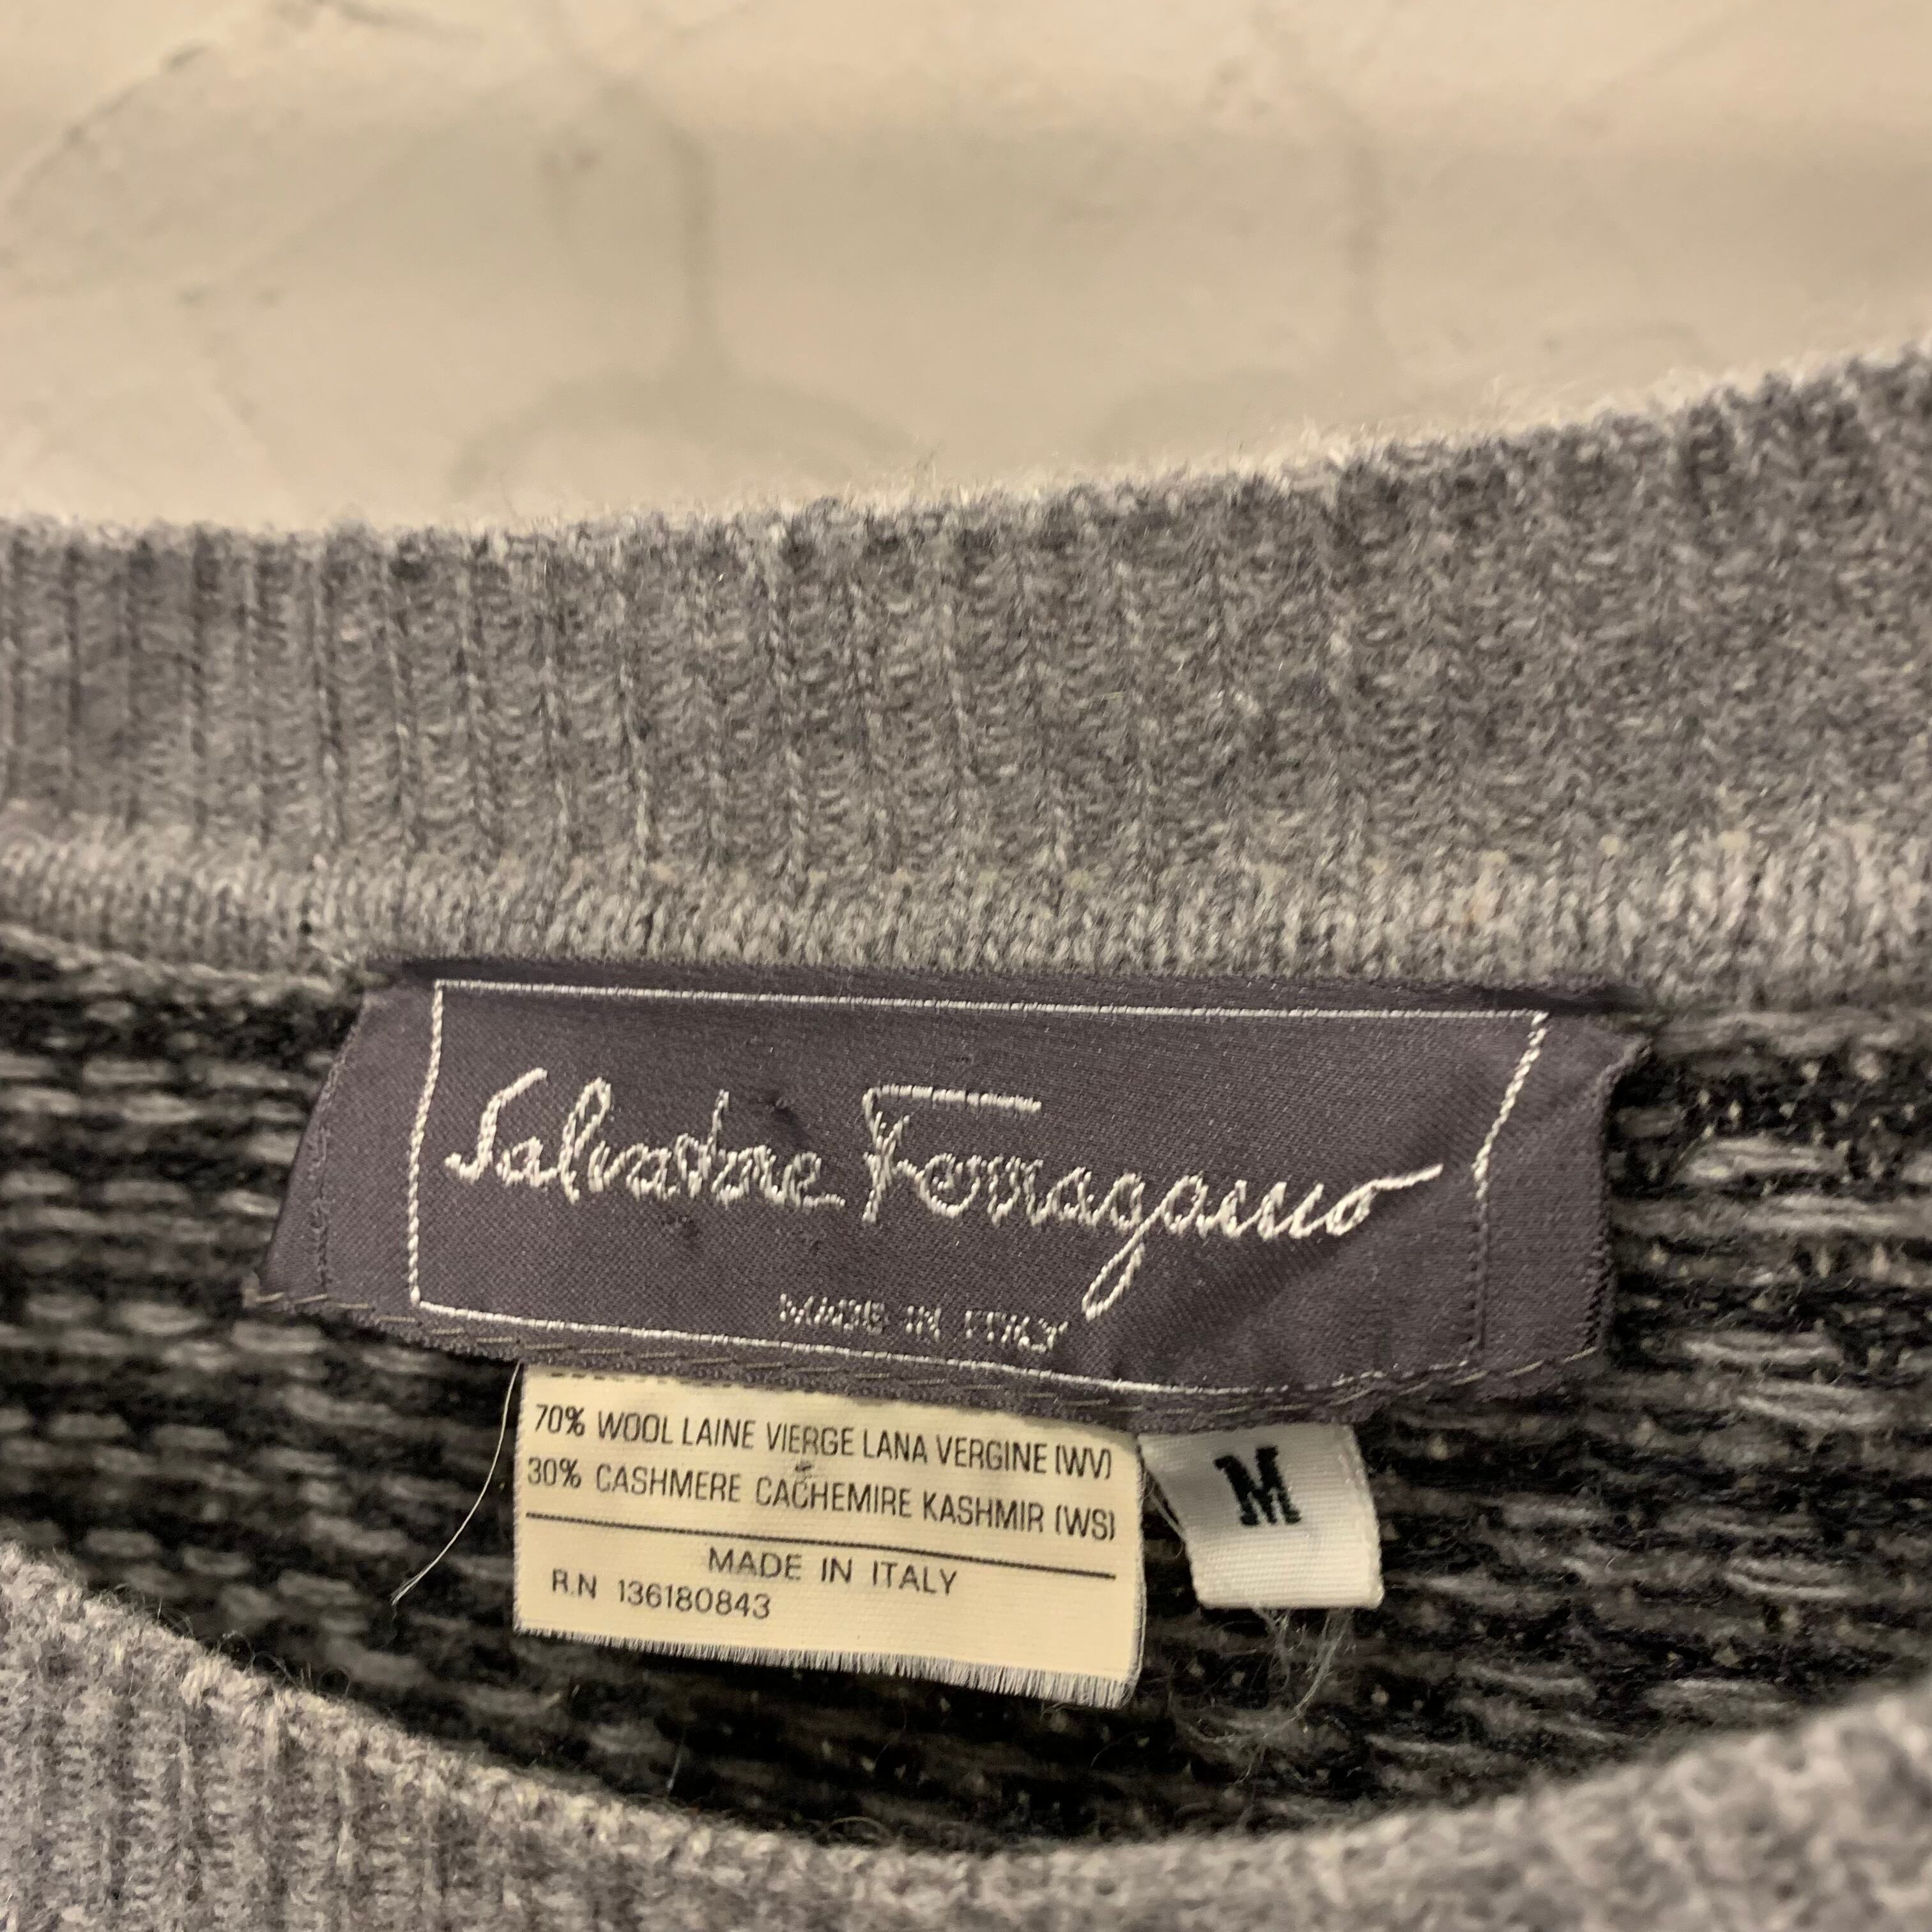 Salvatore Ferragamo
MADE IN ITALY
70% WOOL LAINE VIERGE LANA VERGINE (WV)
30% CASHMERE CACHEMIRE KASHMIR (WS)
MADE IN ITALY
R.N 136180843
M